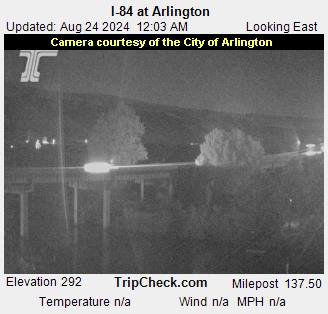 I-84 at Arlington
Updated: Aug 24 2024 12:03 AM Looking East
Camera courtesy of the City of Arlington
Elevation 292 TripCheck.com Milepost 137.50
Temperature n/a Wind n/a MPH n/a